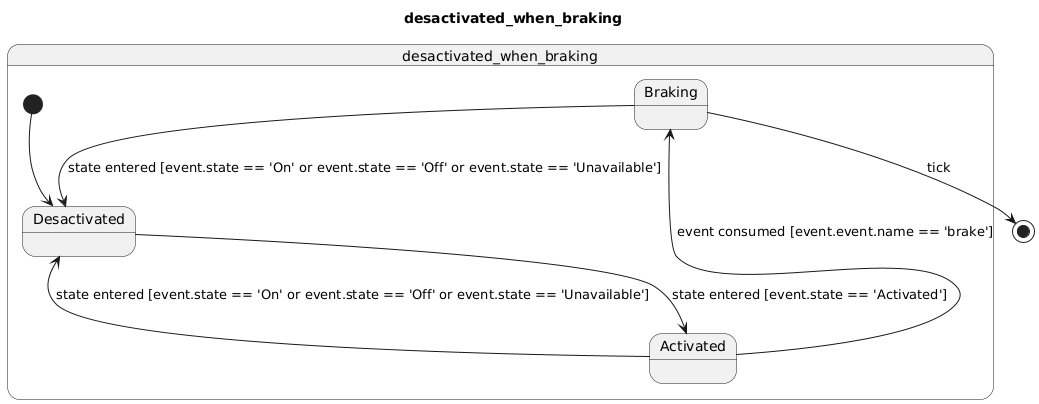 desactivated_when_braking
desactivated_when_braking
Braking
state entered [event.state == 'On' or event.state == 'Off' or event.state == 'Unavailable']
tick
Desactivated
event consumed [event.event.name == 'brake']
state entered [event.state == 'On' or event.state == 'Off' or event.state == 'Unavailable']
state entered [event.state == 'Activated']
Activated